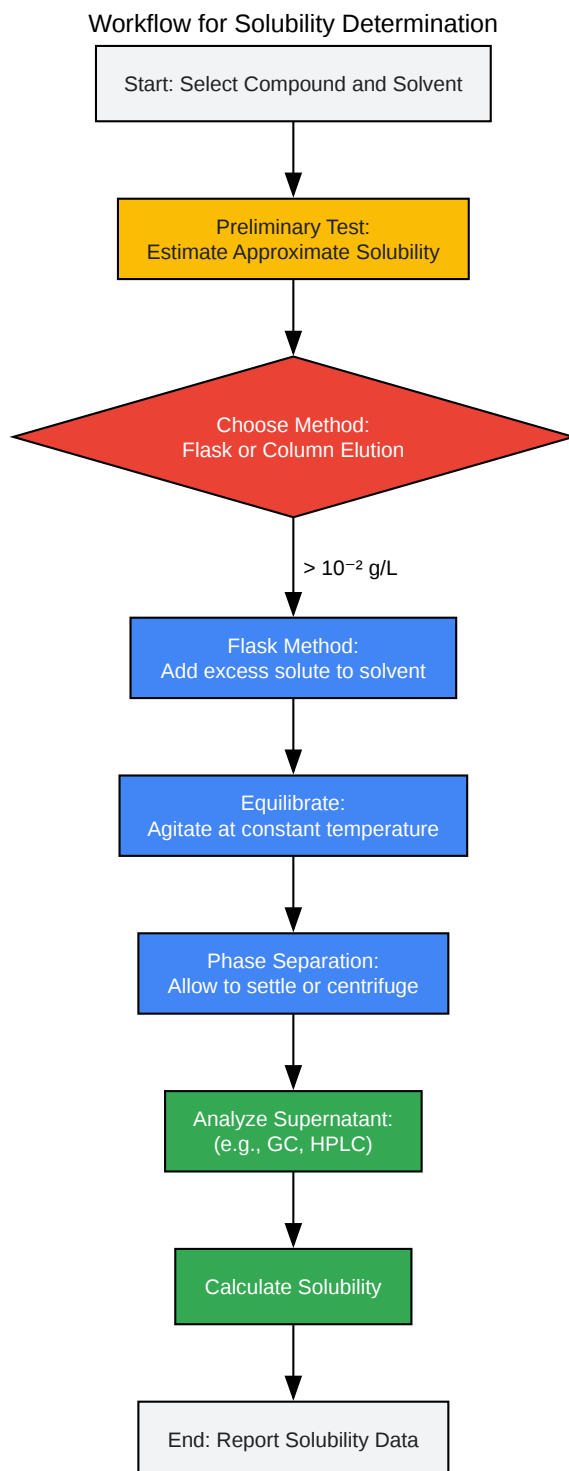 Workflow for Solubility Determination
Start: Select Compound and Solvent
Preliminary Test:
Estimate Approximate Solubility
Choose Method:
Flask or Column Elution
> 10⁻² g/L
Flask Method:
Add excess solute to solvent
Equilibrate:
Agitate at constant temperature
Phase Separation:
Allow to settle or centrifuge
Analyze Supernatant:
(e.g., GC, HPLC)
Calculate Solubility
End: Report Solubility Data